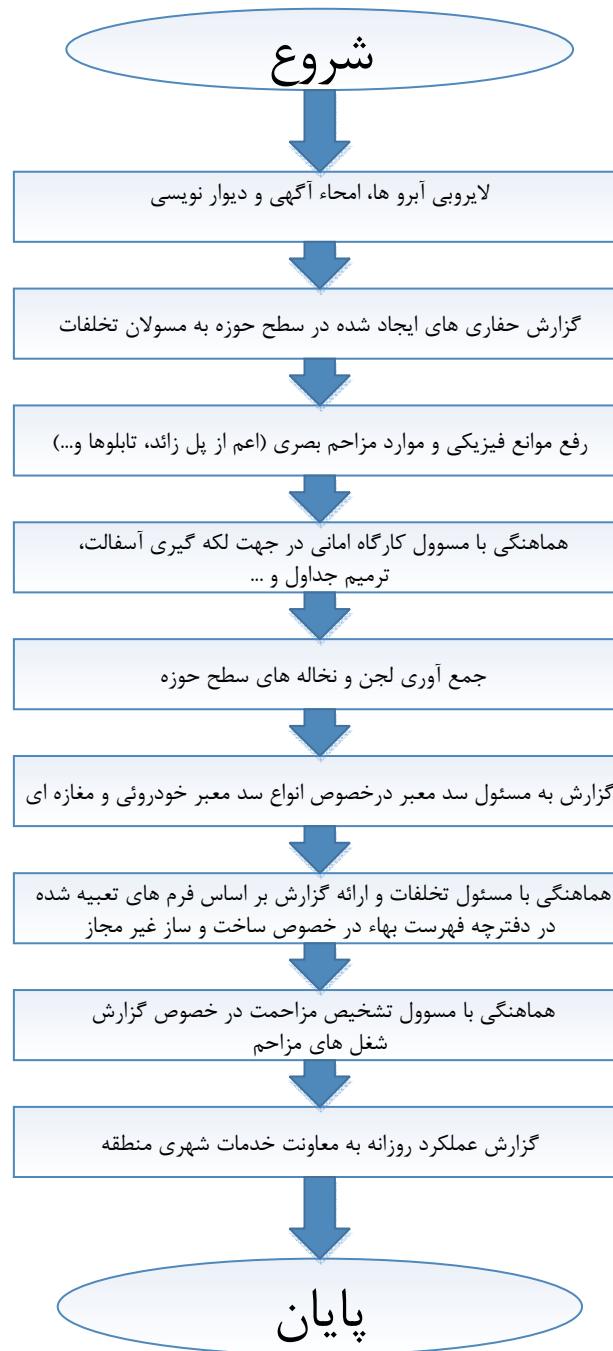 شروع
لایروبی آبرو ها، امحاء آگهی و دیوار نویسی
گزارش حفاری های ایجاد شده در سطح حوزه به مسولان تخلفات
رفع موانع فیزیکی و موارد مزاحم بصری (اعم از پل زائد، تابلوها و...)
هماهنگی با مسوول کارگاه امانی در جهت لکه گیری آسفالت،
ترمیم جداول و ...
جمع آوری لجن و نخاله های سطح حوزه
گزارش به مسئول سد معبر درخصوص انواع سد معبر خودروئی و مغازه ای
هماهنگی با مسئول تخلفات و ارائه گزارش بر اساس فرم های تعبیه شده
در دفترچه فهرست بهاء در خصوص ساخت و ساز غیر مجاز
هماهنگی با مسوول تشخیص مزاحمت در خصوص گزارش
شغل های مزاحم
گزارش عملکرد روزانه به معاونت خدمات شهری منطقه
پایان